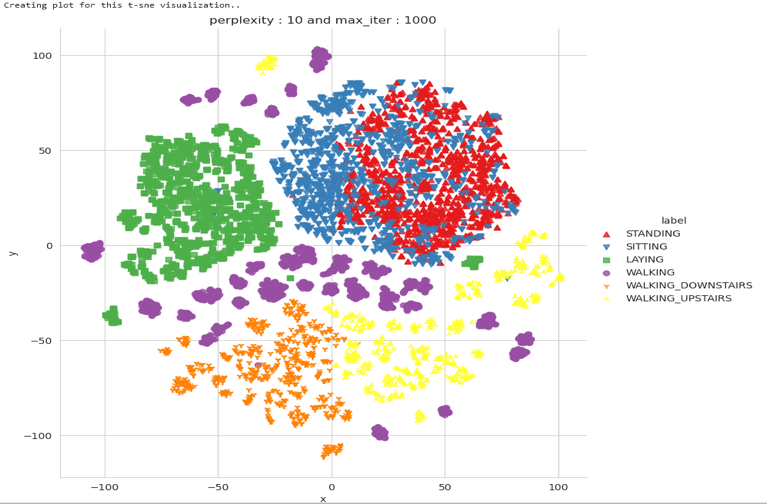 Creating plot for this t-sne visualization..
perplexity : 10 and max_iter : 1000
100
50
0
−50
−100
y
−100
−50
0
50
100
x
label
STANDING
SITTING
LAYING
WALKING
WALKING_DOWNSTAIRS
WALKING_UPSTAIRS